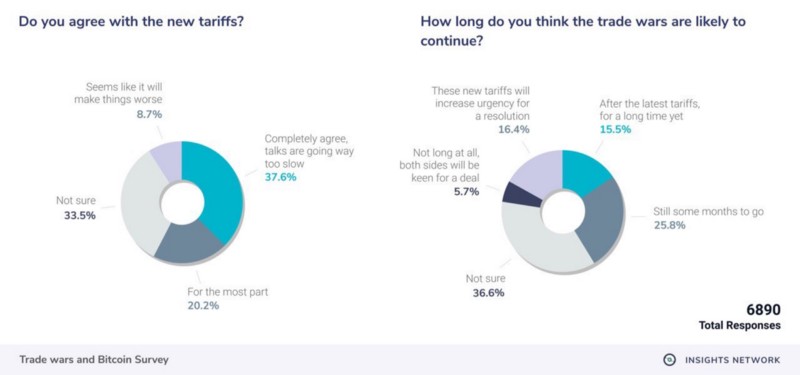 Do you agree with the new tariffs?
Seems like it will
make things worse
8.7%
Completely agree,
talks are going way
too slow
37.6%
Not sure
33.5%
For the most part
20.2%
How long do you think the trade wars are likely to
continue?
These new tariffs will
increase urgency for
a resolution
16.4%
After the latest tariffs,
for a long time yet
15.5%
Not long at all,
both sides will be
keen for a deal
5.7%
Still some months to go
25.8%
Not sure
36.6%
6890
Total Responses
Trade wars and Bitcoin Survey
INSIGHTS NETWORK